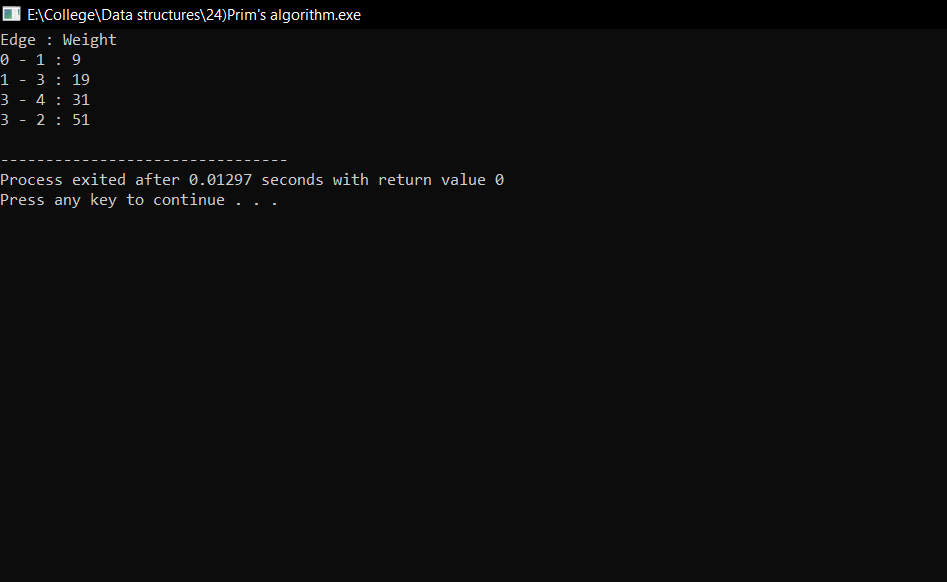 E:\College\Data structures\24)Prim's algorithm.exe
Edge : Weight
0 - 1 : 9
1 - 3 : 19
3 - 4 : 31
3 - 2 : 51
--------------------------------
Process exited after 0.01297 seconds with return value 0
Press any key to continue . . .